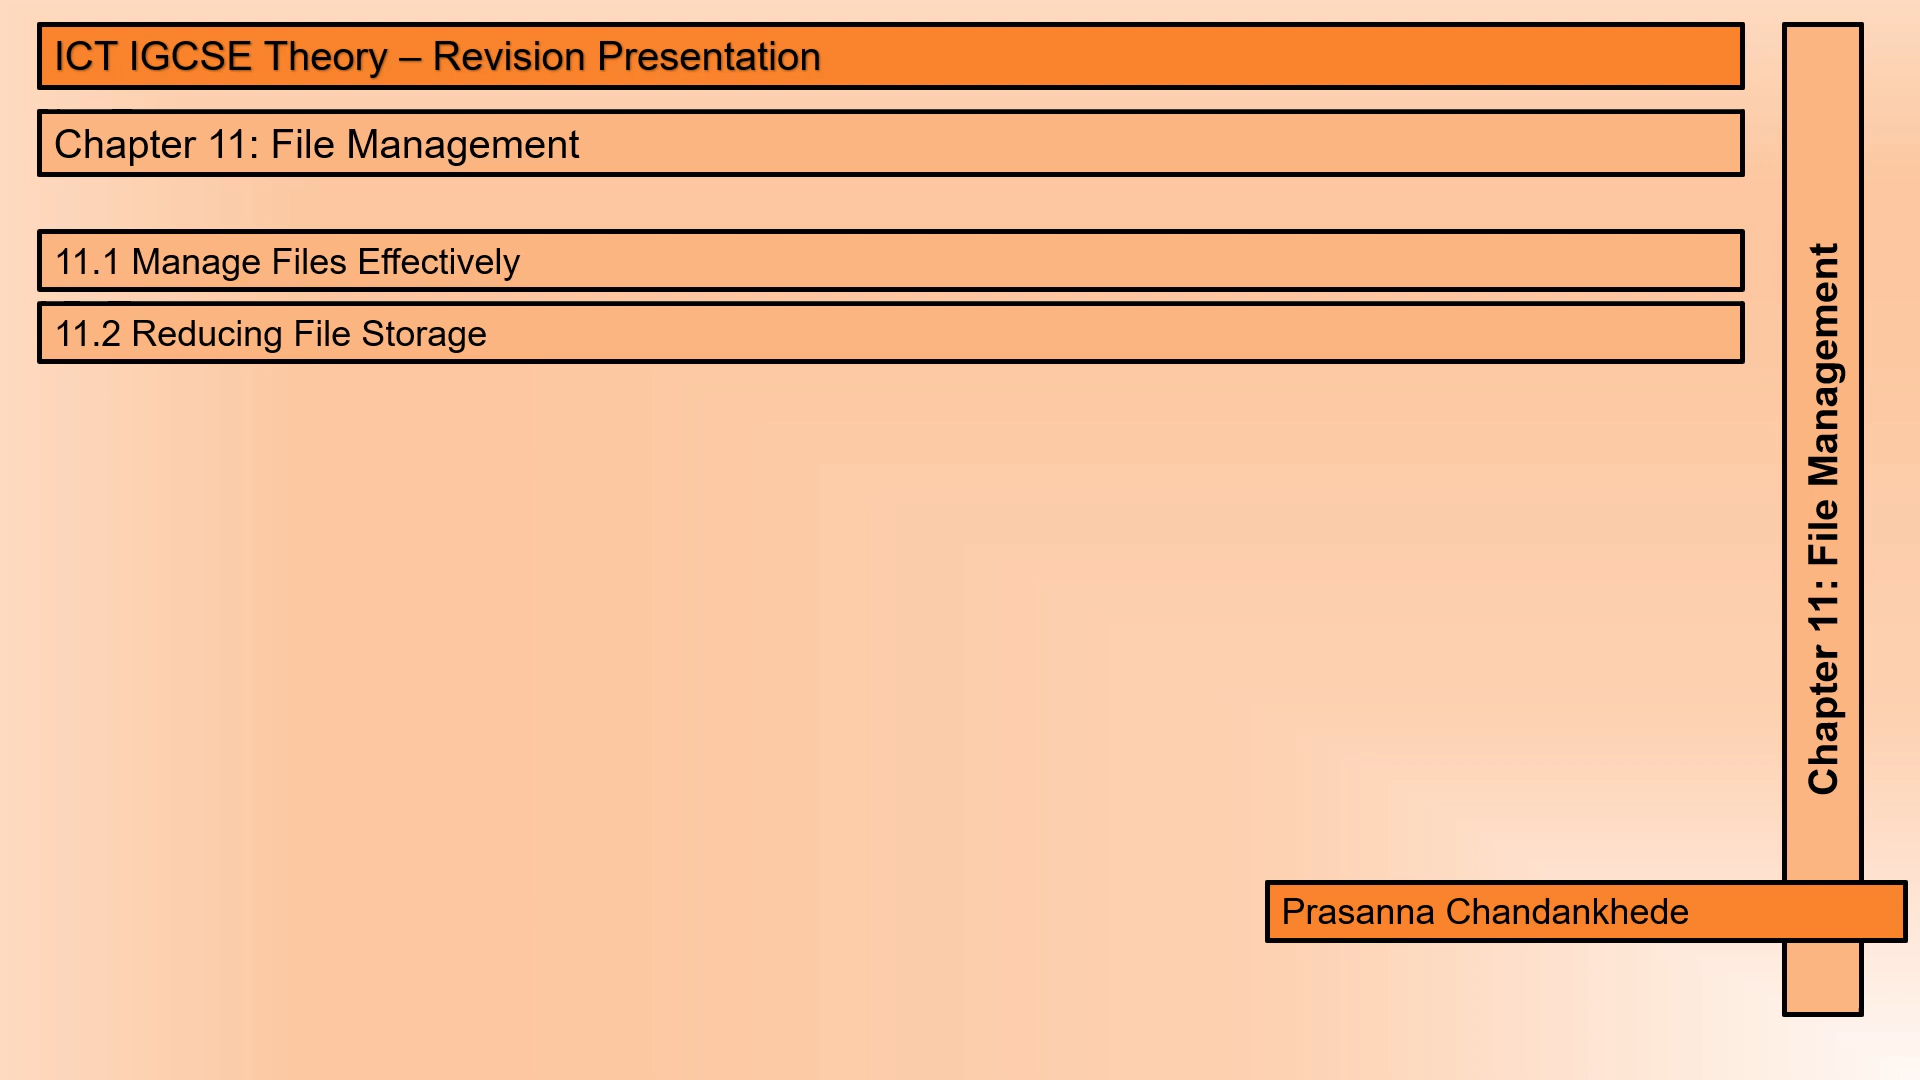 ICT IGCSE Theory – Revision Presentation
Chapter 11: File Management
11.1 Manage Files Effectively
11.2 Reducing File Storage
Chapter 11: File Management
Prasanna Chandankhede